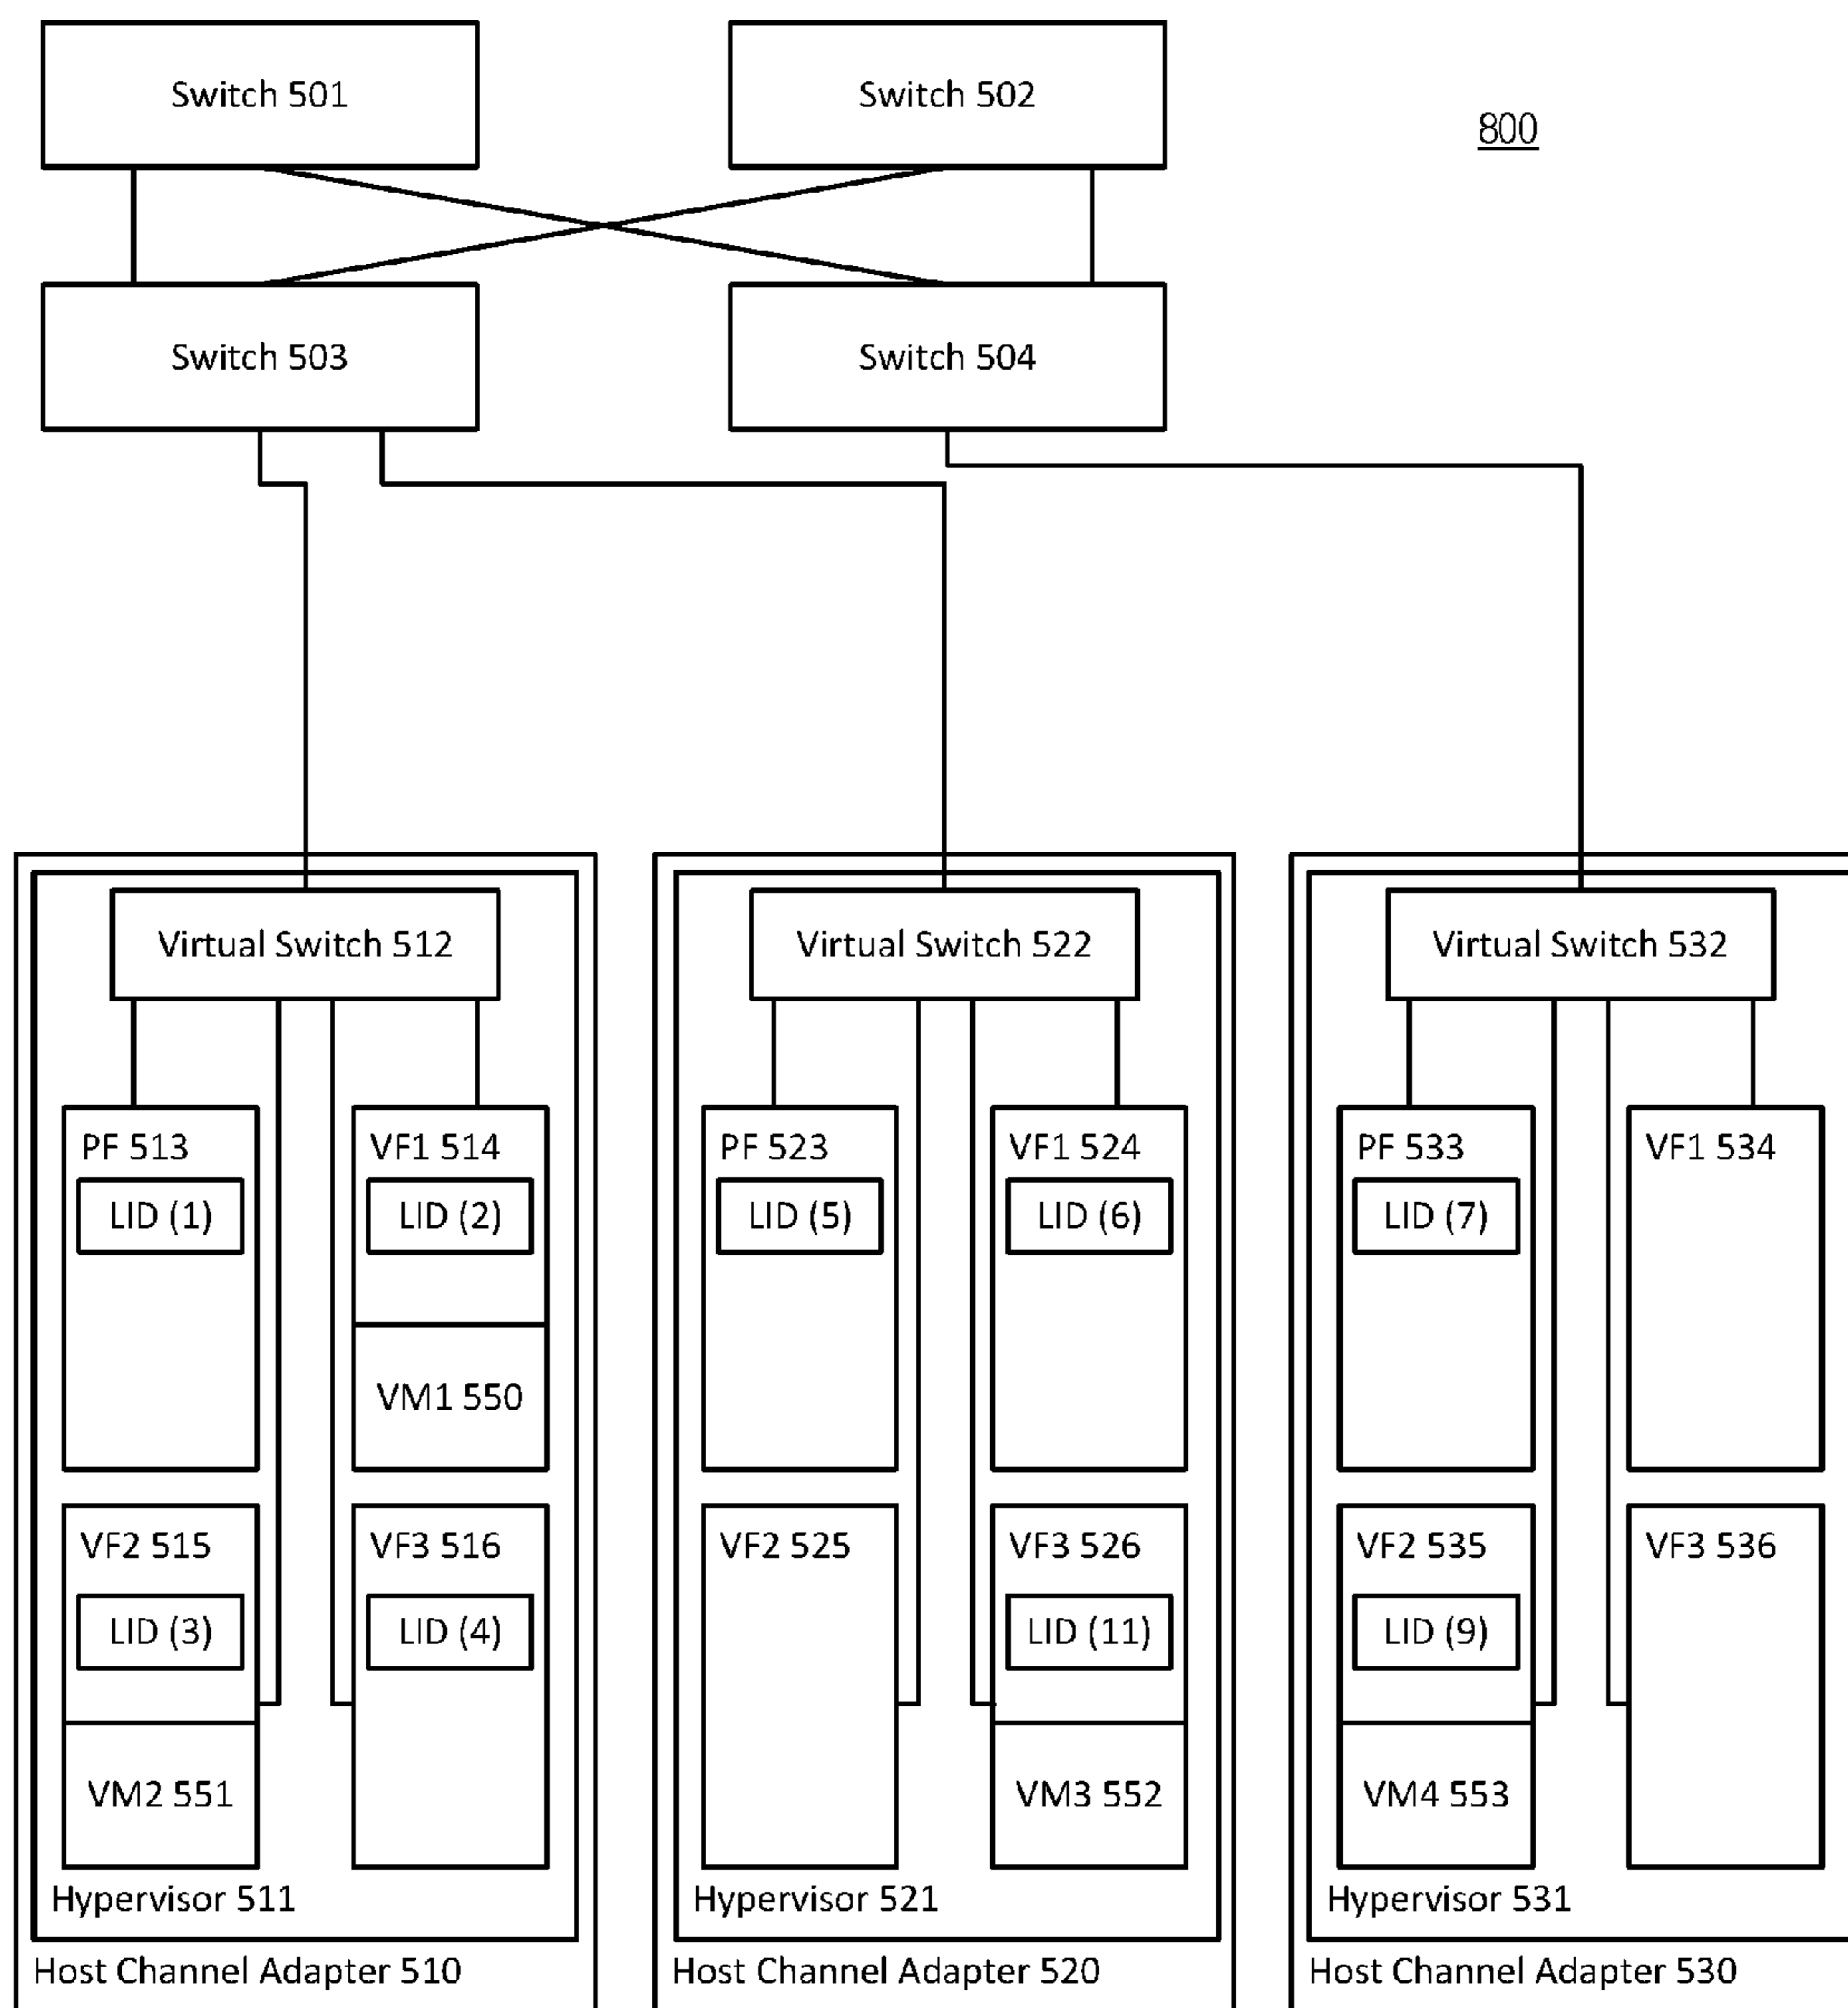 Switch 501
Switch 502
800
Switch 503
Switch 504
Virtual Switch 512
Virtual Switch 522
Virtual Switch 532
PF 513
LID (1)
VF1 514
LID (2)
VM1 550
PF 523
LID (5)
VF1 524
LID (6)
PF 533
LID (7)
VF1 534
VF2 515
LID (3)
VM2 551
VF3 516
LID (4)
VF2 525
VF3 526
LID (11)
VM3 552
VF2 535
LID (9)
VM4 553
VF3 536
Hypervisor 511
Hypervisor 521
Hypervisor 531
Host Channel Adapter 510
Host Channel Adapter 520
Host Channel Adapter 530